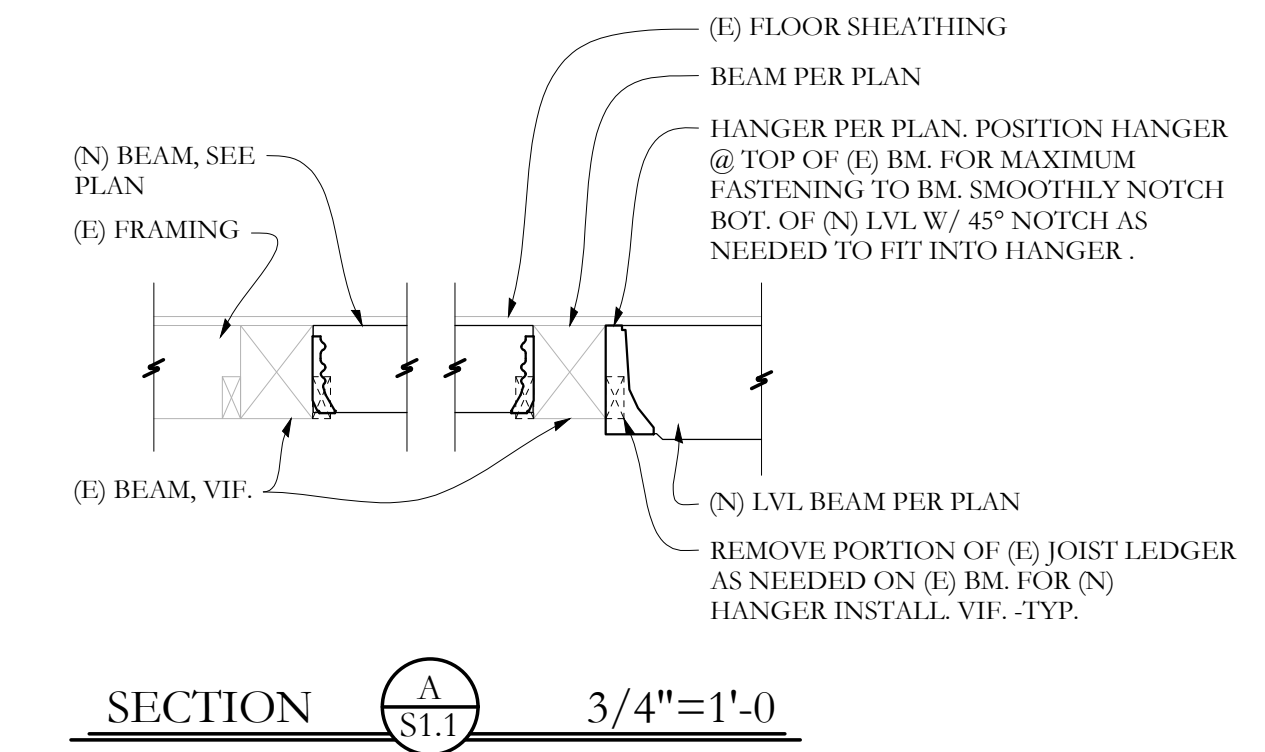 (E) FLOOR SHEATHING
BEAM PER PLAN
HANGER PER PLAN. POSITION HANGER
@ TOP OF (E) BM. FOR MAXIMUM
FASTENING TO BM. SMOOTHLY NOTCH
BOT. OF (N) LVL W/ 45° NOTCH AS
NEEDED TO FIT INTO HANGER .
(N) BEAM, SEE
PLAN
(E) FRAMING
(E) BEAM, VIF.
(N) LVL BEAM PER PLAN
REMOVE PORTION OF (E) JOIST LEDGER
AS NEEDED ON (E) BM. FOR (N)
HANGER INSTALL. VIF. -TYP.
SECTION
A
S1.1
3/4"=1'-0